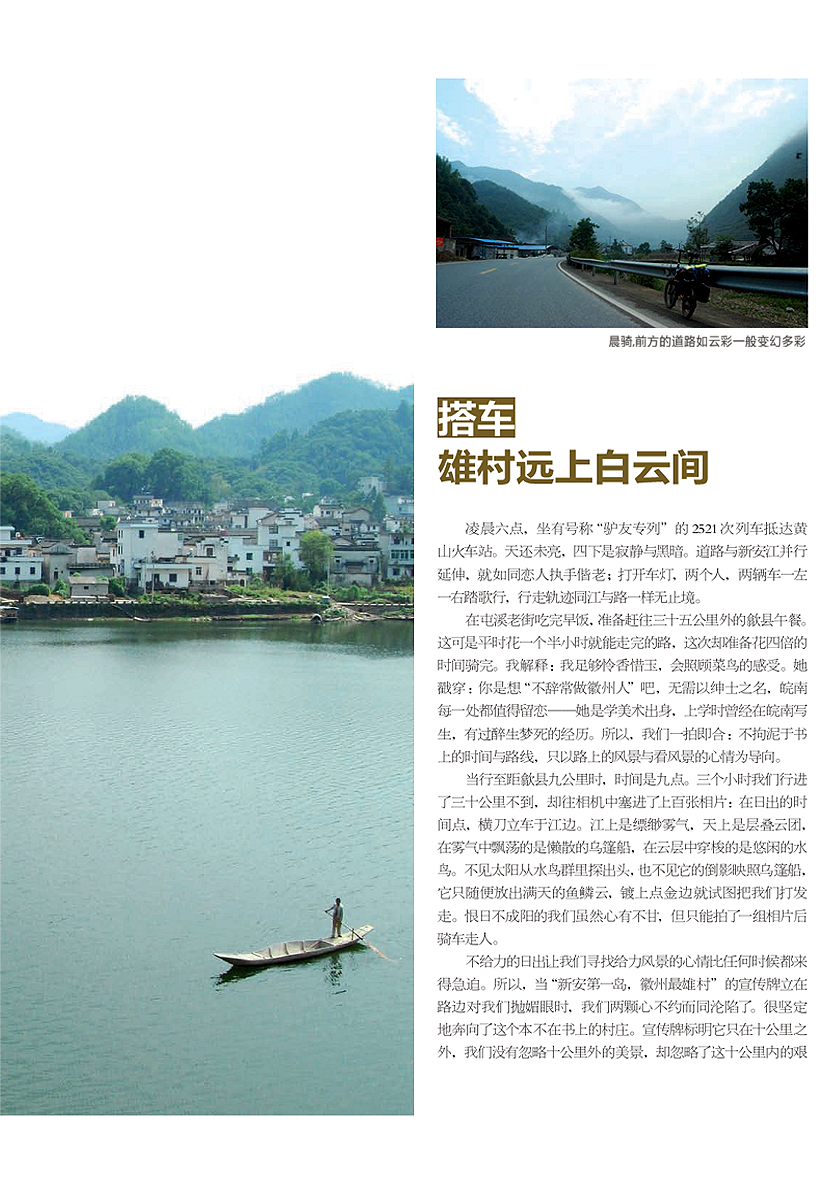 晨骑,前方的道路如云彩一般变幻多彩
搭车
雄村远上白云间
凌晨六点，坐有号称“驴友专列”的 2521 次列车抵达黄
山火车站。天还未亮，四下是寂静与黑暗。道路与新安江并行
延伸，就如同恋人执手偕老；打开车灯，两个人，两辆车一左
一右踏歌行，行走轨迹同江与路一样无止境。
在屯溪老街吃完早饭，准备赶往三十五公里外的歙县午餐。
这可是平时花一个半小时就能走完的路，这次却准备花四倍的
时间骑完。我解释：我足够怜香惜玉，会照顾菜鸟的感受。她
戳穿：你是想“不辞常做徽州人”吧，无需以绅士之名，皖南
每一处都值得留恋——她是学美术出身，上学时曾经在皖南写
生，有过醉生梦死的经历。所以，我们一拍即合：不拘泥于书
上的时间与路线，只以路上的风景与看风景的心情为导向。
当行至距歙县九公里时，时间是九点。三个小时我们行进
了三十公里不到，却往相机中塞进了上百张相片：在日出的时
间点，横刀立车于江边。江上是缥缈雾气，天上是层叠云团，
在雾气中飘荡的是懒散的乌篷船，在云层中穿梭的是悠闲的水
鸟。不见太阳从水鸟群里探出头，也不见它的倒影映照乌篷船，
它只随便放出满天的鱼鳞云，镀上点金边就试图把我们打发
走。恨日不成阳的我们虽然心有不甘，但只能拍了一组相片后
骑车走人。
不给力的日出让我们寻找给力风景的心情比任何时候都来
得急迫。所以，当“新安第一岛，徽州最雄村”的宣传牌立在
路边对我们抛媚眼时，我们两颗心不约而同沦陷了。很坚定
地奔向了这个本不在书上的村庄。宣传牌标明它只在十公里之
外，我们没有忽略十公里外的美景，却忽略了这十公里内的艰